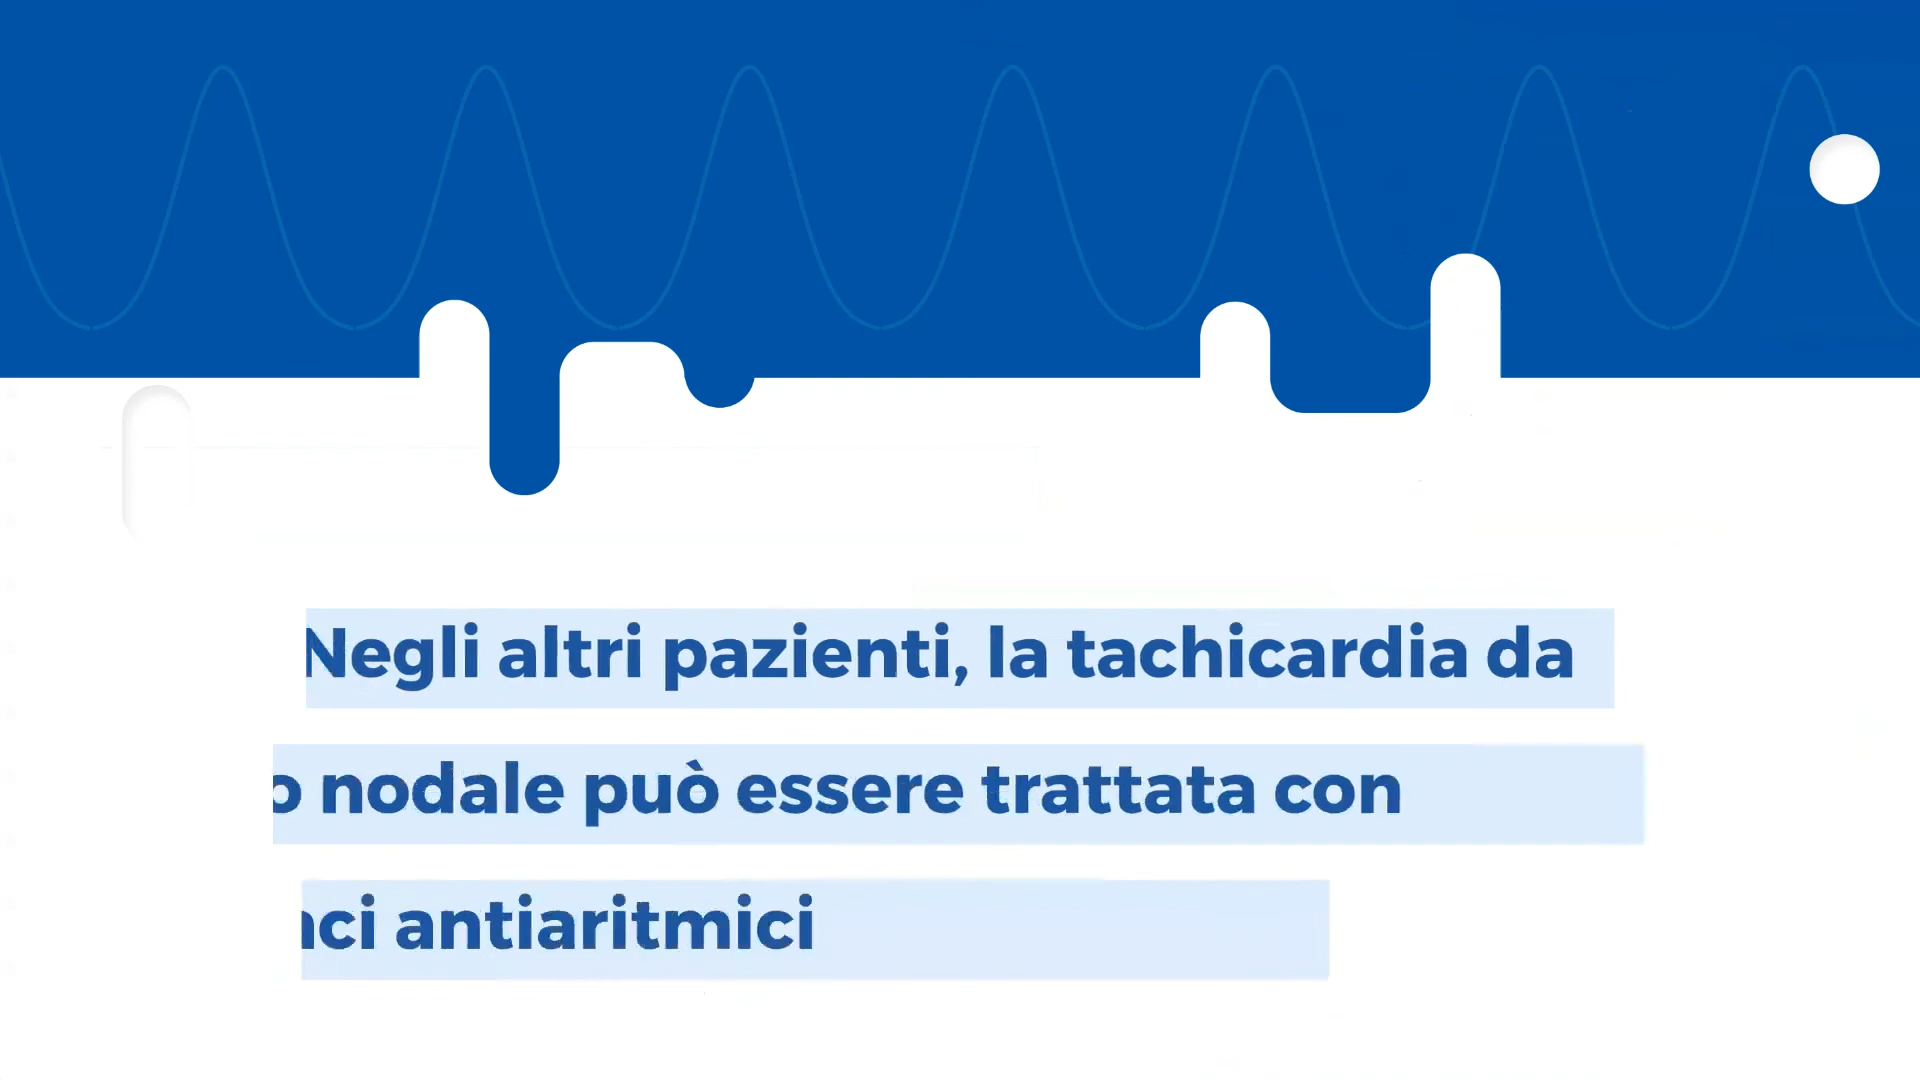 Negli altri pazienti, la tachicardia da
nodale può essere trattata con
antiaritmici